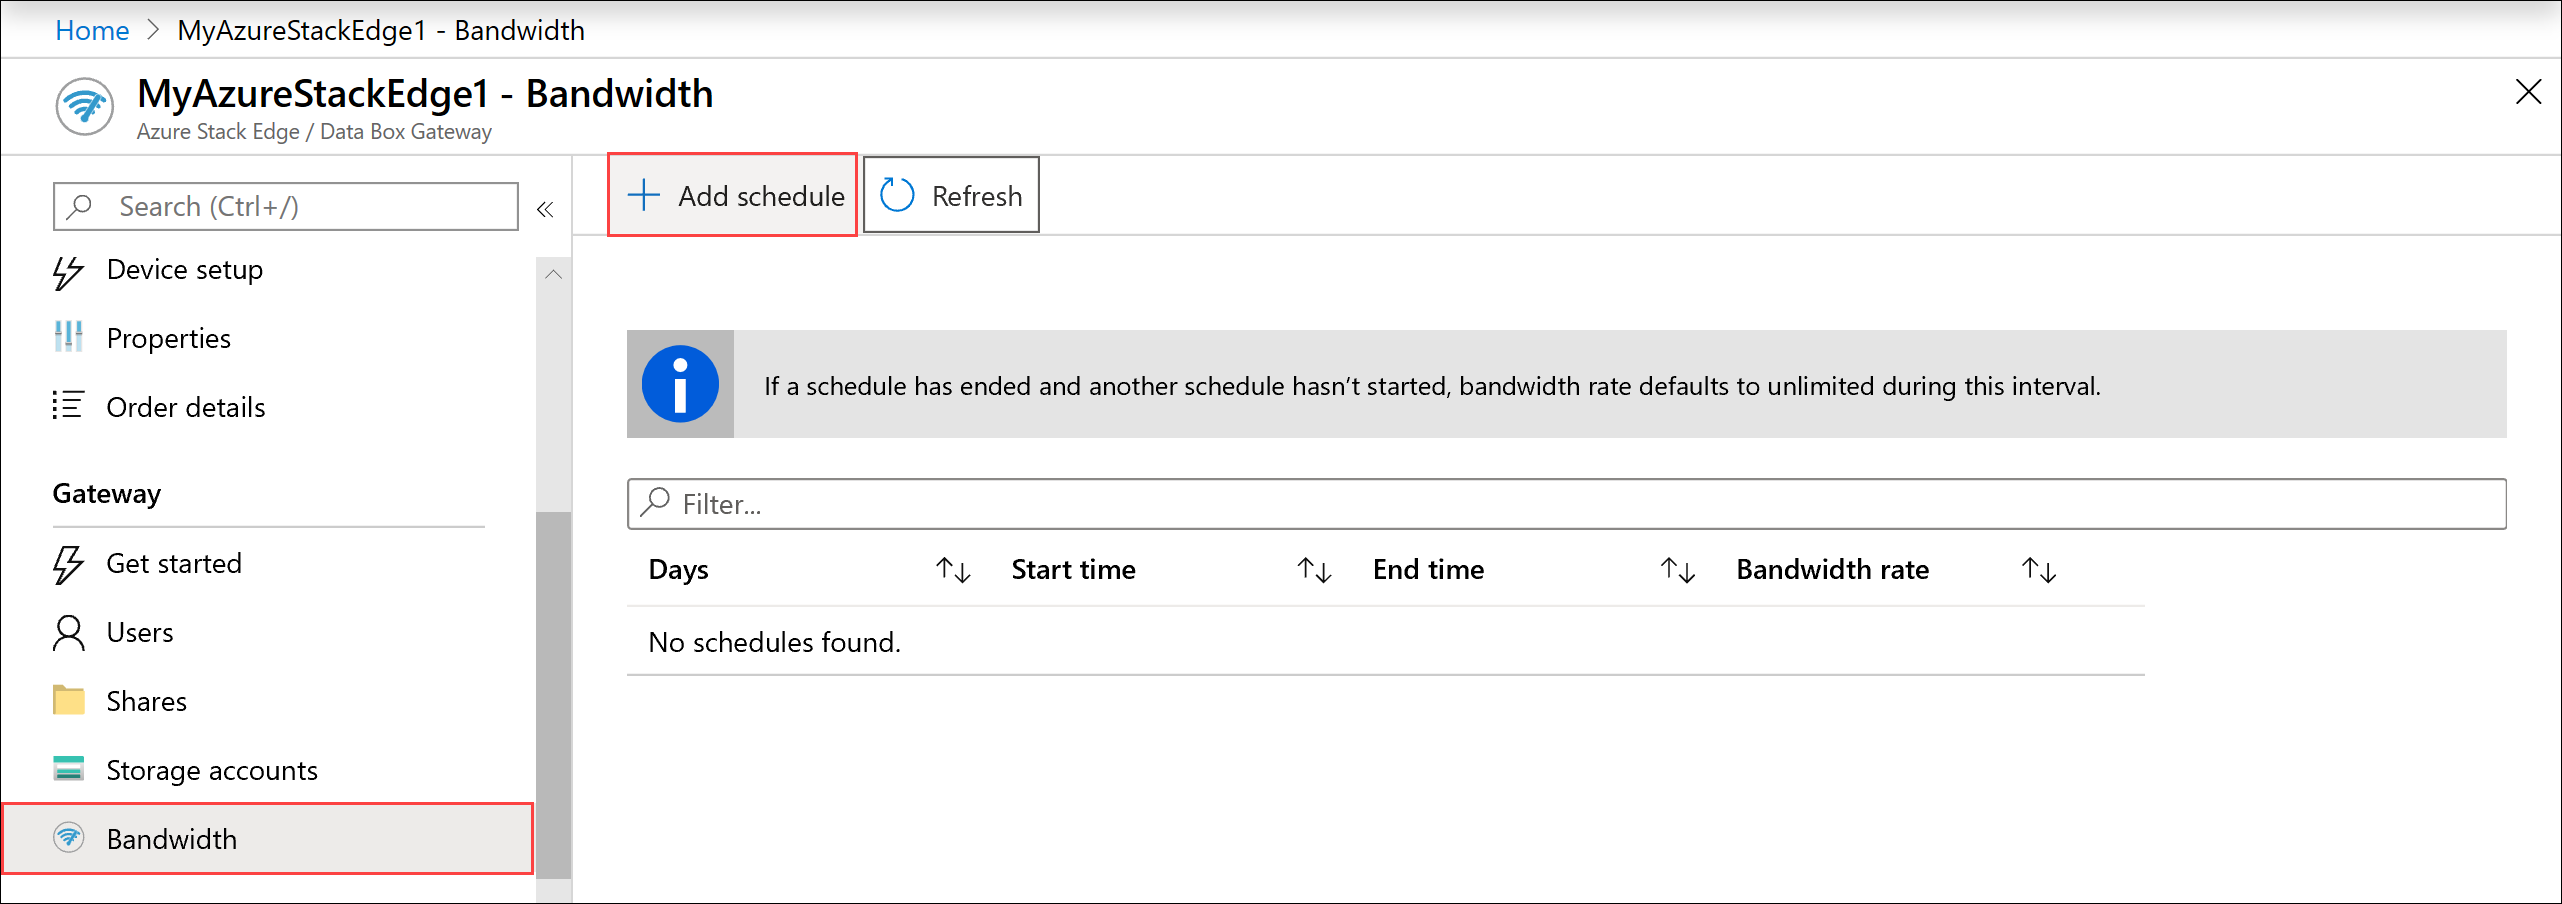 Home > MyAzureStackEdge1 - Bandwidth
MyAzureStackEdge1 - Bandwidth
Azure Stack Edge / Data Box Gateway
Search (Ctrl+/)
«
Device setup
Properties
Order details
Gateway
Get started
Users
Shares
Storage accounts
Bandwidth
Add schedule
Refresh
If a schedule has ended and another schedule hasn’t started, bandwidth rate defaults to unlimited during this interval.
Filter...
Days ↑↓ Start time ↑↓ End time ↑↓ Bandwidth rate ↑↓
No schedules found.